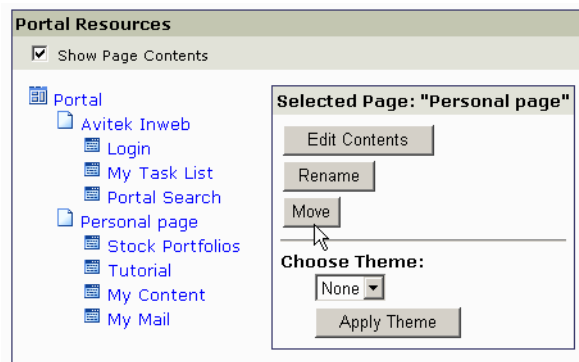 Portal Resources
Show Page Contents
Portal
Avitek Inweb
Login
My Task List
Portal Search
Personal page
Stock Portfolios
Tutorial
My Content
My Mail
Selected Page: "Personal page"
Edit Contents
Rename
Move
Choose Theme:
None
Apply Theme